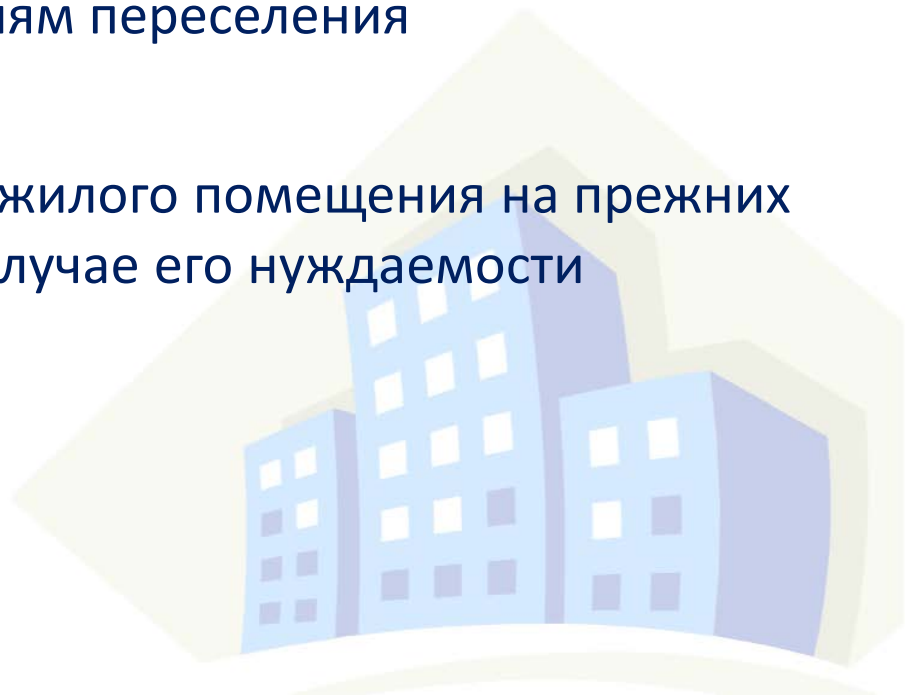 ям переселения
жилого помещения на прежних
лучае его нуждаемости